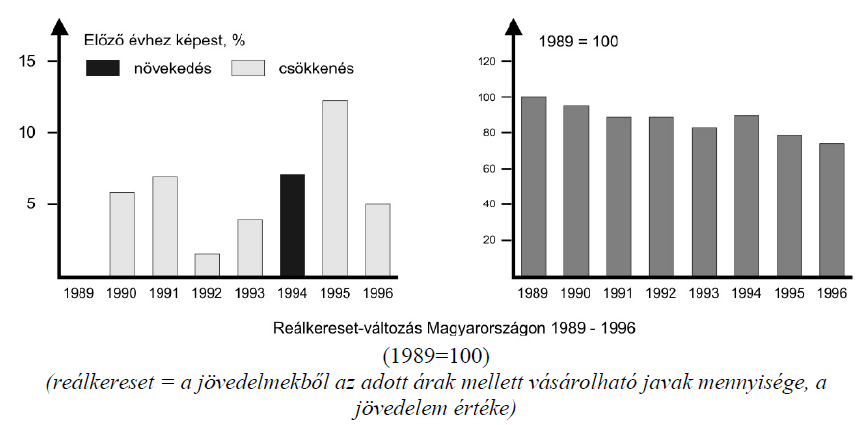 Előző évhez képest, %
növekedés csökkenés
15
10
5
1989 1990 1991 1992 1993 1994 1995 1996
1989 = 100
120
100
80
60
40
20
1989 1990 1991 1992 1993 1994 1995 1996
Reálkereset-változás Magyarországon 1989 - 1996
(1989=100)
(reálkereset = a jövedelmekből az adott árak mellett vásárolható javak mennyisége, a
jövedelem értéke)